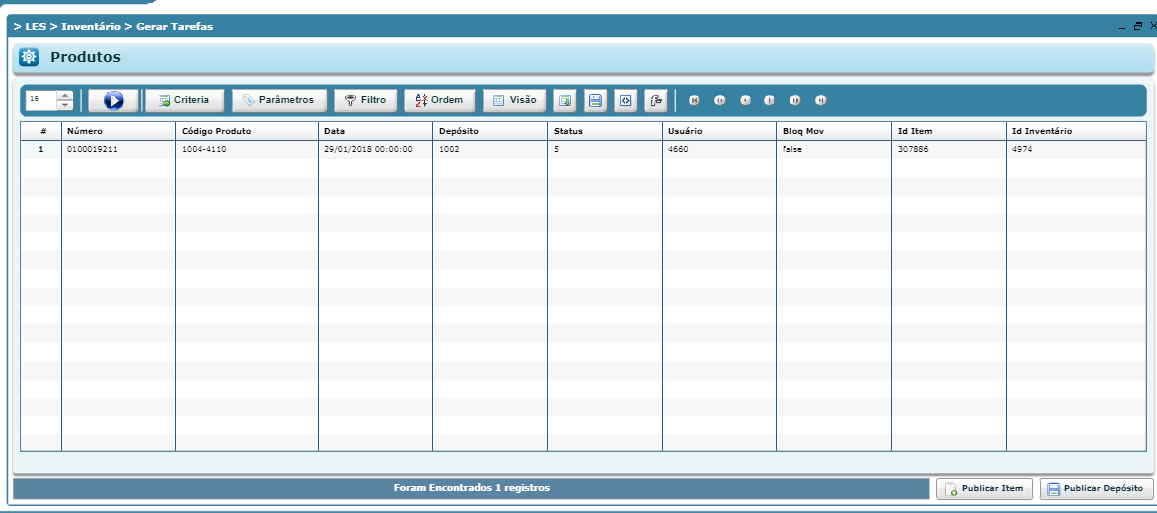 > LES > Inventário > Gerar Tarefas
Produtos
16 Criteria Parâmetros Filtro Ordem Visão
# Número Código Produto Data Depósito Status Usuário Bloq Mov Id Item Id Inventário
1 0100019211 1004-4110 29/01/2018 00:00:00 1002 5 4660 false 307886 4974
Foram Encontrados 1 registros
Publicar Item Publicar Depósito